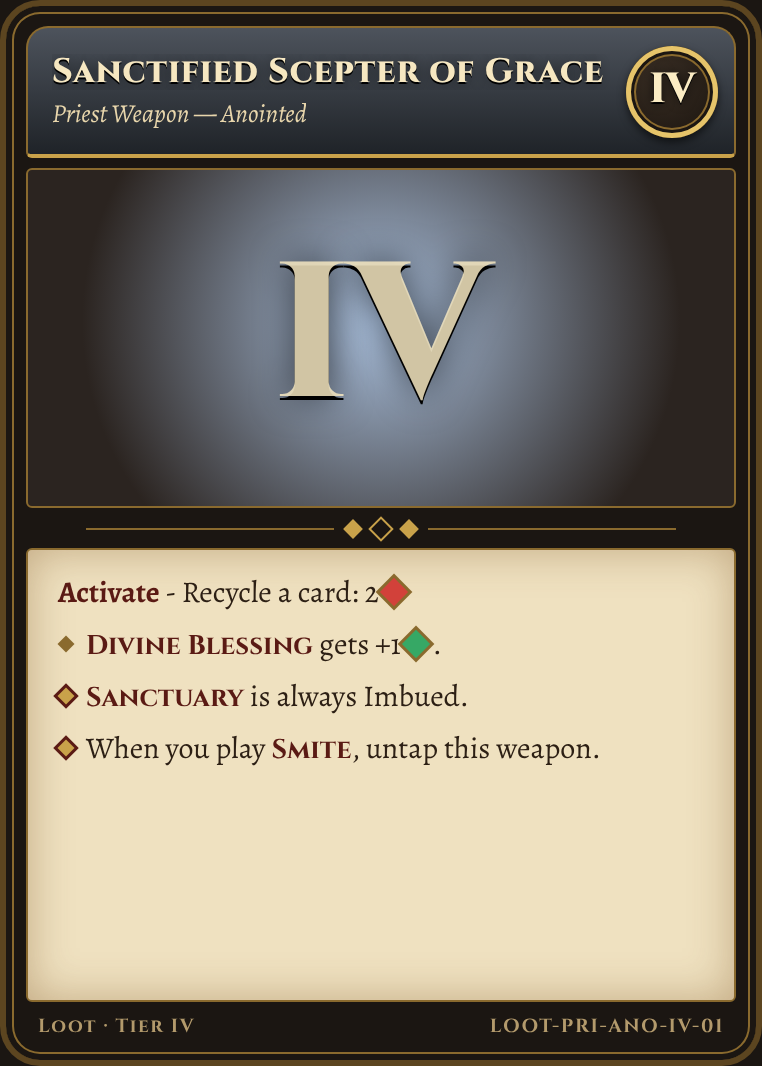 Sanctified Scepter of Grace
IV
Priest Weapon — Anointed
IV
Activate - Recycle a card: 2
Divine Blessing gets +1.
Sanctuary is always Imbued.
When you play Smite, untap this weapon.
Loot · Tier IV
LOOT-PRI-ANO-IV-01